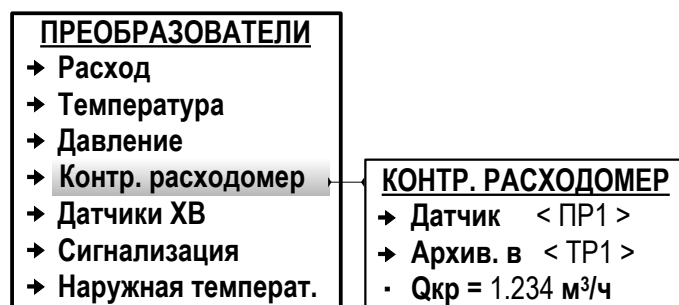 ПРЕОБРАЗОВАТЕЛИ
➔ Расход
➔ Температура
➔ Давление
➔ Контр. расходомер
➔ Датчики ХВ
➔ Сигнализация
➔ Наружная температ.
КОНТР. РАСХОДОМЕР
➔ Датчик < ПР1 >
➔ Архив. в < ТР1 >
· Qкр = 1.234 м³/ч